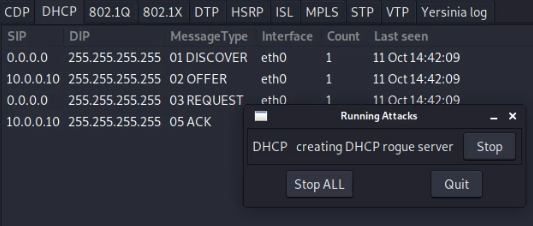 CDP DHCP 802.1Q 802.1X DTP HSRP ISL MPLS STP VTP Yersinia log
SIP DIP MessageType Interface Count Last seen
0.0.0.0 255.255.255.255 01 DISCOVER eth0 1 11 Oct 14:42:09
10.0.0.10 255.255.255.255 02 OFFER eth0 1 11 Oct 14:42:09
0.0.0.0 255.255.255.255 03 REQUEST eth0 1 11 Oct 14:42:09
10.0.0.10 255.255.255.255 05 ACK
Running Attacks
DHCP creating DHCP rogue server Stop
Stop ALL Quit